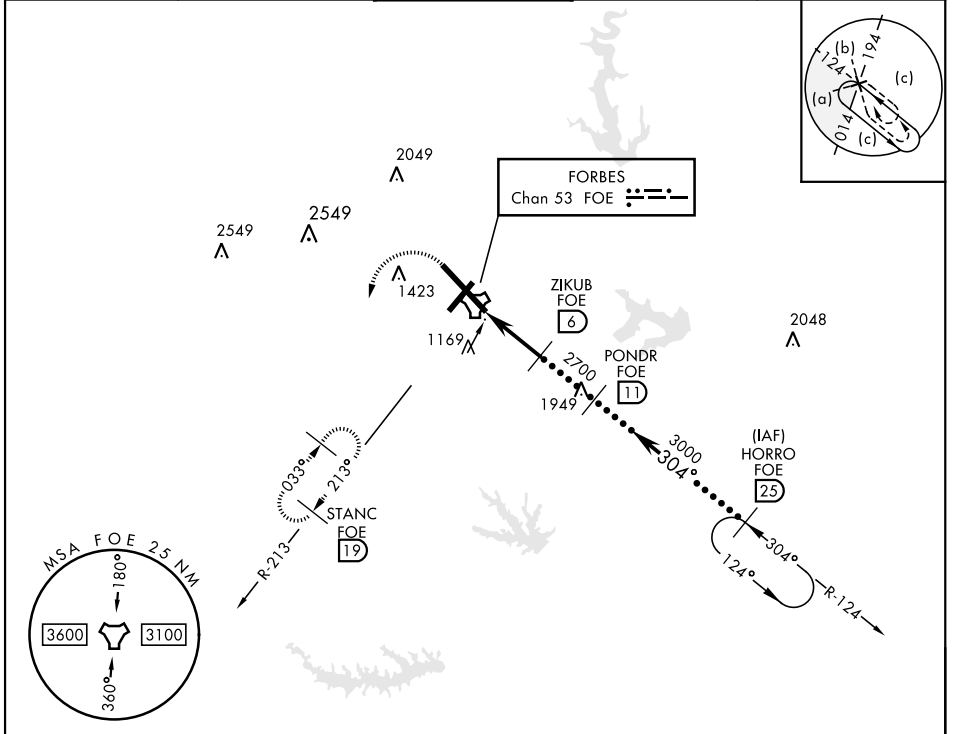 (b)
194
124
(c)
(a)
014
(c)
2049
2549
2549
1423
1169
FORBES
Chan 53 FOE
ZIKUB
FOE
6
2700
PONDR
FOE
11
1949
2048
3000
304°
(IAF)
HORRO
FOE
25
304°
124°
R-124
033°
213°
STANC
FOE
19
R-213
MSA FOE 25 NM
180°
3600
3100
360°